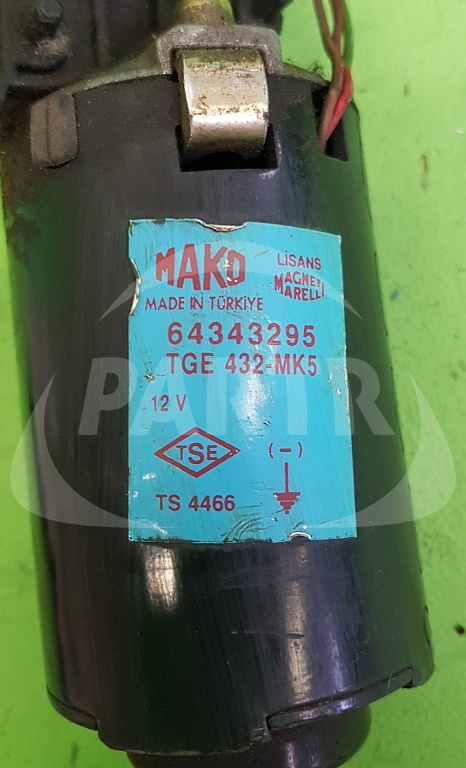 MAKO
LİSANS
MAGNETI
MARELLI
MADE IN TÜRKİYE
64343295
TGE 432-MK5
12 V
TSE
(-)
TS 4466
PARTR